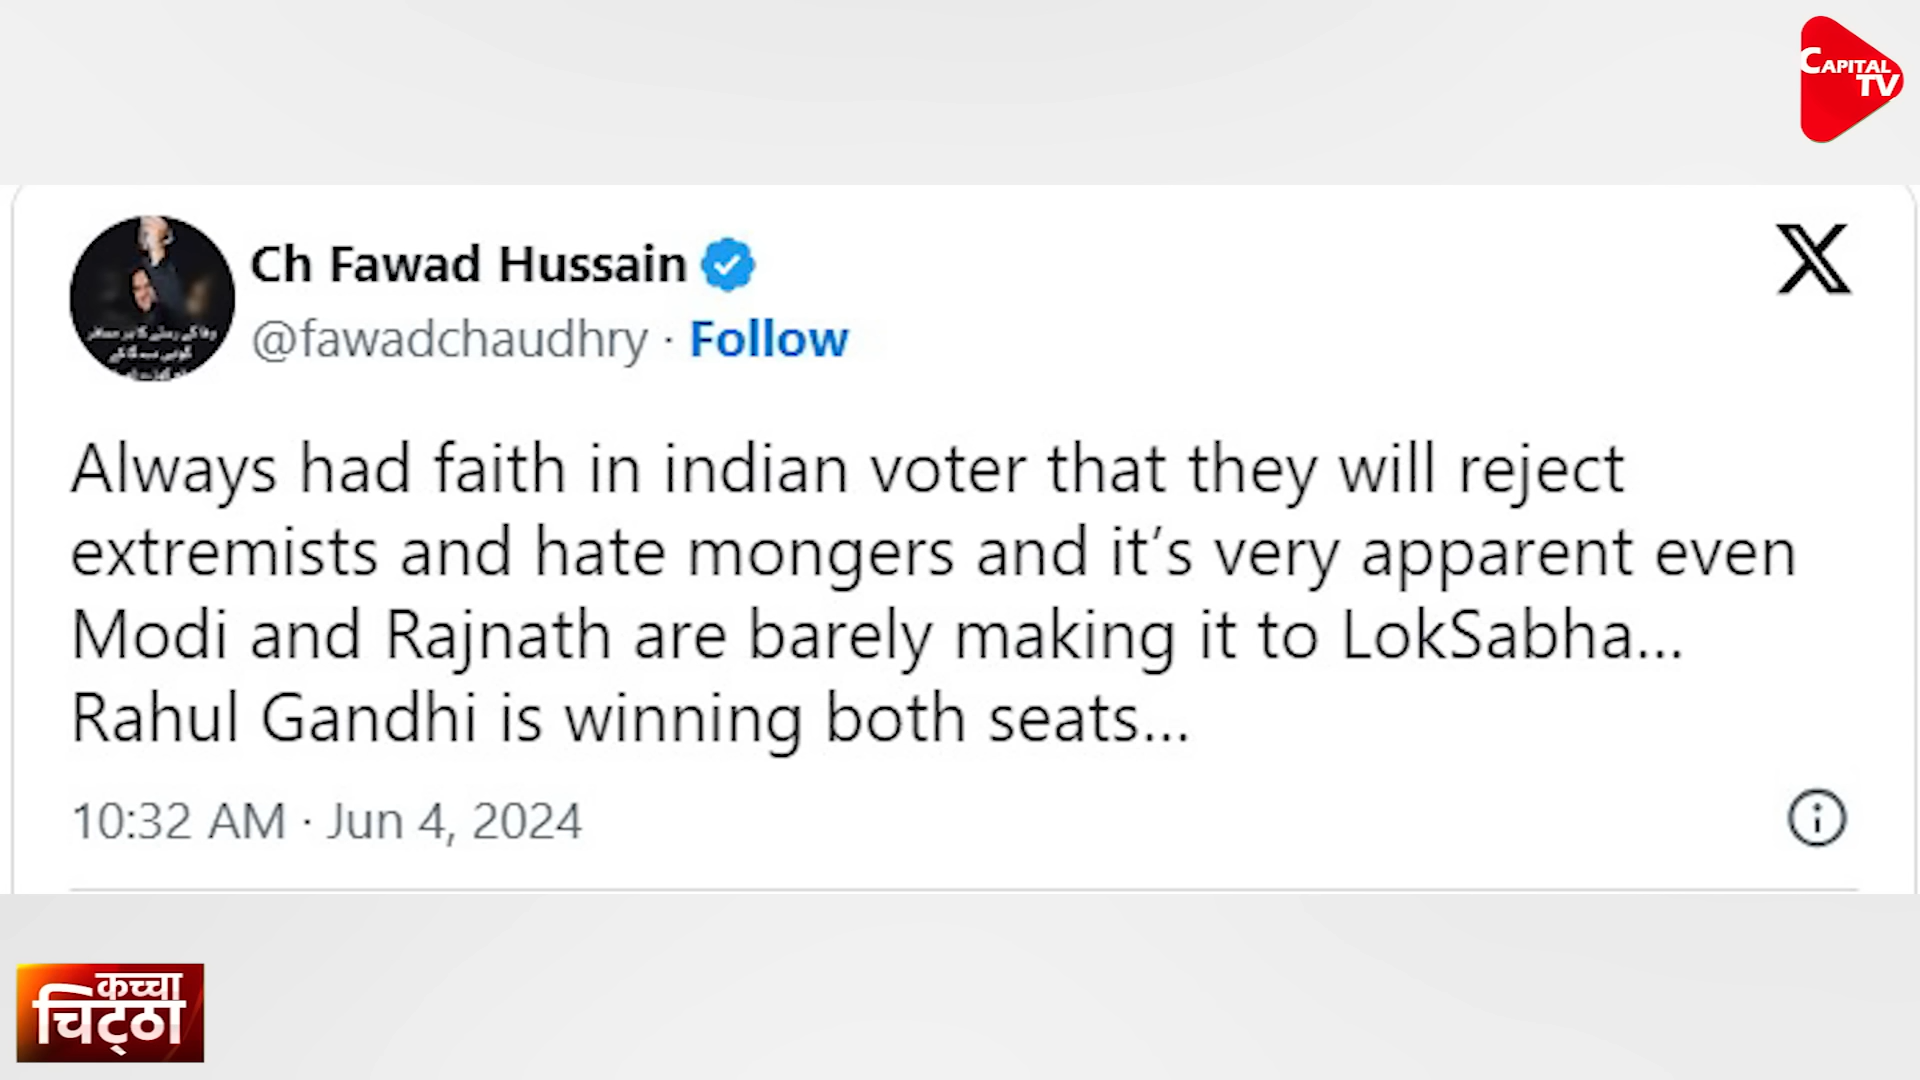 CAPITAL
TV
Ch Fawad Hussain
@fawadchaudhry · Follow
Always had faith in indian voter that they will reject
extremists and hate mongers and it’s very apparent even
Modi and Rajnath are barely making it to LokSabha...
Rahul Gandhi is winning both seats...
10:32 AM · Jun 4, 2024
कच्चा
चिट्ठा